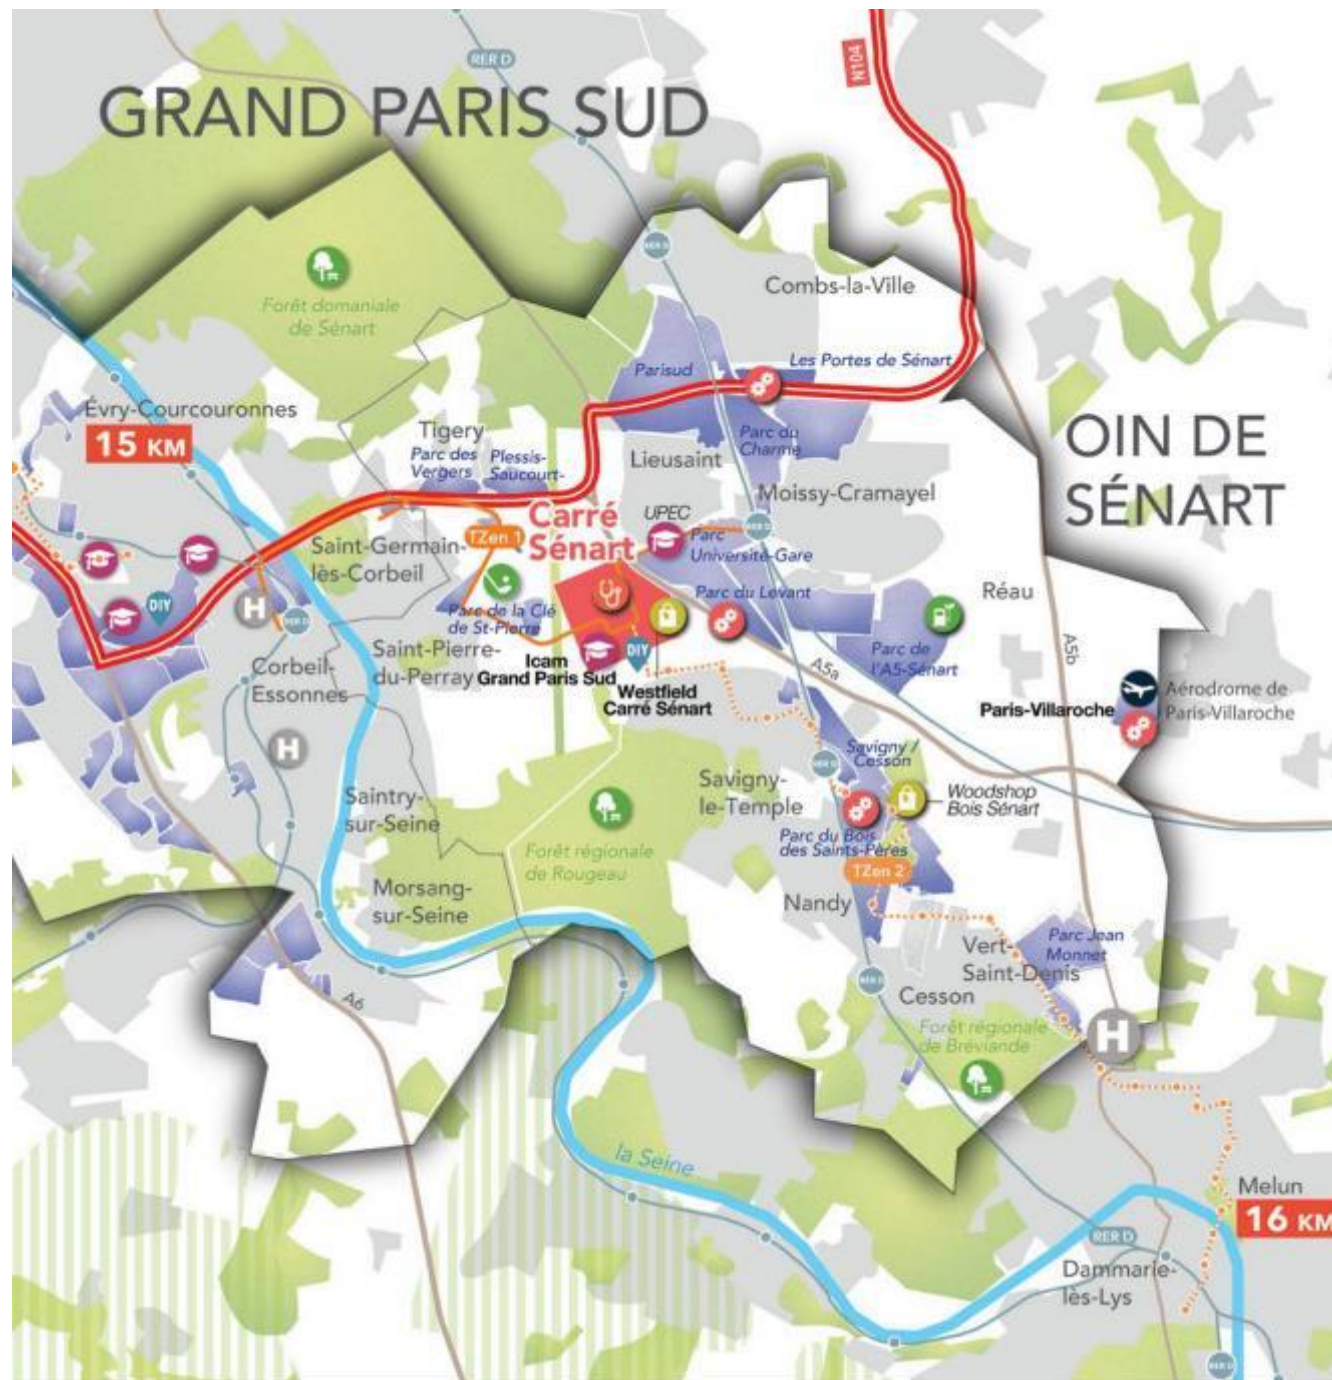 RER D
N104
GRAND PARIS SUD
RER D
Combs-la-Ville
Forêt domaniale
de Sénart
Les Portes de Sénart
Parisud
Évry-Courcouronnes
15 KM
Tigery
Parc des
Vergers
Plessis-
Saucourt-
Parc du
Charme
OIN DE
SÉNART
Lieusaint
Moissy-Cramayel
Carré
Sénart
UPEC
RER D
Parc
Université-Gare
TZen 1
Saint-Germain-
lès-Corbeil
Parc du Levant
Réau
DIY
H
RER D
Parc de la Clé
de St-Pierre
A5b
Saint-Pierre-
du-Perray
Icam
Grand Paris Sud
DIY
A5a
Parc de
l'A5-Sénart
Corbeil-
Essonnes
Westfield
Carré Sénart
Paris-Villaroche
Aérodrome de
Paris-Villaroche
H
Savigny /
Cesson
RER D
Savigny-
le-Temple
Woodshop
Bois Sénart
Saintry-
sur-Seine
Parc du Bois
des Saints-Pères
Forêt régionale
de Rougeau
TZen 2
Morsang-
sur-Seine
Nandy
Vert-
Saint-Denis
Parc Jean
Monnet
RER D
Cesson
A6
Forêt régionale
de Bréviande
H
la Seine
Melun
16 KM
RER D
Dammarie-
lès-Lys
RER D